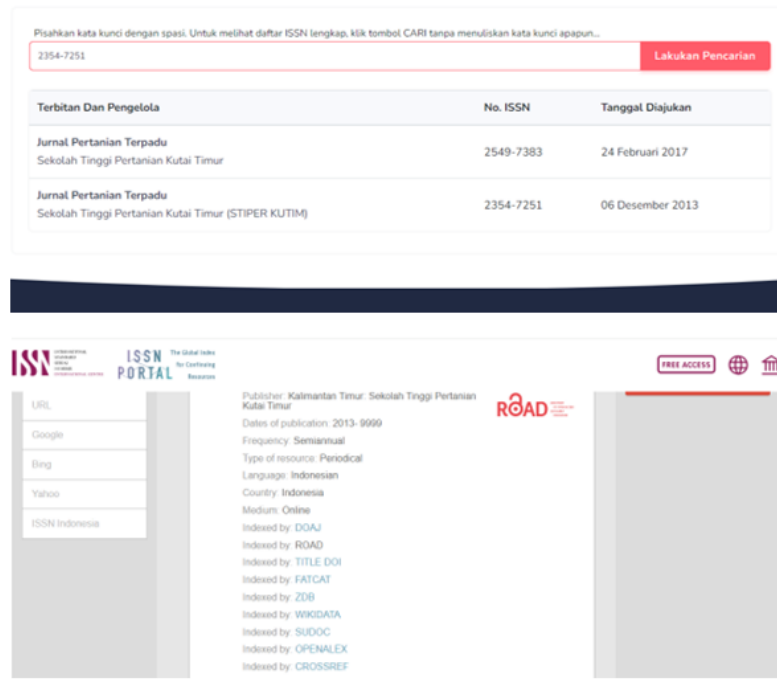 Pisahkan kata kunci dengan spasi. Untuk melihat daftar ISSN lengkap, klik tombol CARI tanpa menuliskan kata kunci apapun...
2354-7251
Lakukan Pencarian
Terbitan Dan Pengelola No. ISSN Tanggal Diajukan
Jurnal Pertanian Terpadu
Sekolah Tinggi Pertanian Kutai Timur
2549-7383 24 Februari 2017
Jurnal Pertanian Terpadu
Sekolah Tinggi Pertanian Kutai Timur (STIPER KUTIM)
2354-7251 06 Desember 2013
ISSN
ISSN PORTAL
The Global Index
for Continuing
Resources
FREE ACCESS
URL
Google
Bing
Yahoo
ISSN Indonesia
Publisher: Kalimantan Timur: Sekolah Tinggi Pertanian
Kutai Timur
Dates of publication: 2013- 9999
Frequency: Semiannual
Type of resource: Periodical
Language: Indonesian
Country: Indonesia
Medium: Online
Indexed by: DOAJ
Indexed by: ROAD
Indexed by: TITLE DOI
Indexed by: FATCAT
Indexed by: ZDB
Indexed by: WIKIDATA
Indexed by: SUDOC
Indexed by: OPENALEX
Indexed by: CROSSREF
ROAD